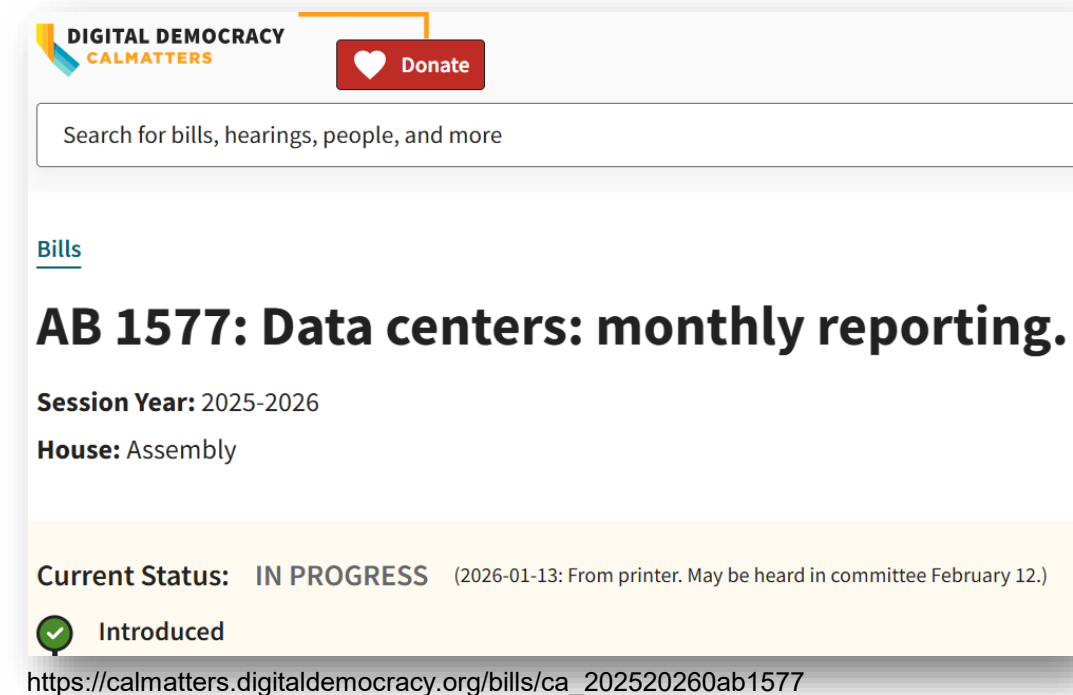 DIGITAL DEMOCRACY
CALMATTERS
Donate
Search for bills, hearings, people, and more
Bills
AB 1577: Data centers: monthly reporting.
Session Year: 2025-2026
House: Assembly
Current Status: IN PROGRESS (2026-01-13: From printer. May be heard in committee February 12.)
Introduced
https://calmatters.digitaldemocracy.org/bills/ca_202520260ab1577